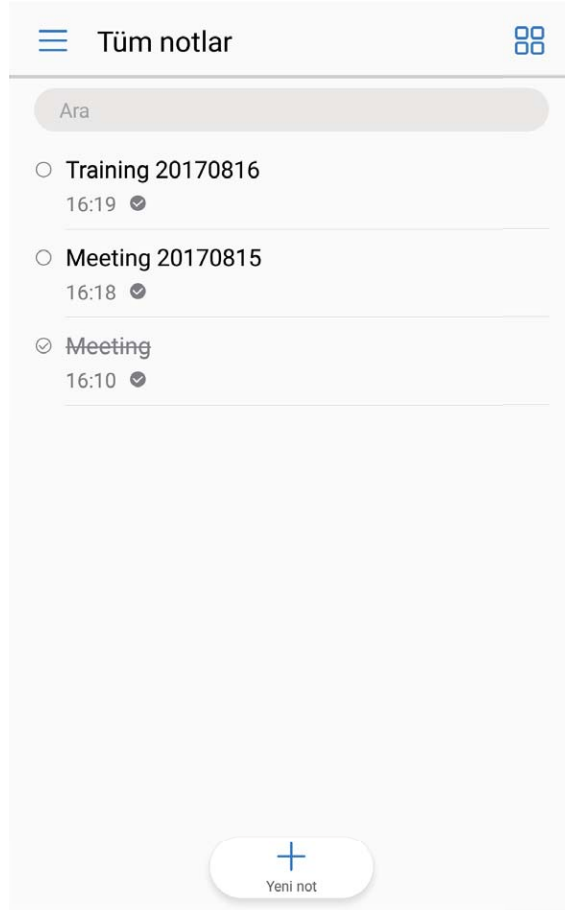 Tüm notlar
Ara
Training 20170816
16:19
Meeting 20170815
16:18
Meeting
16:10
Yeni not